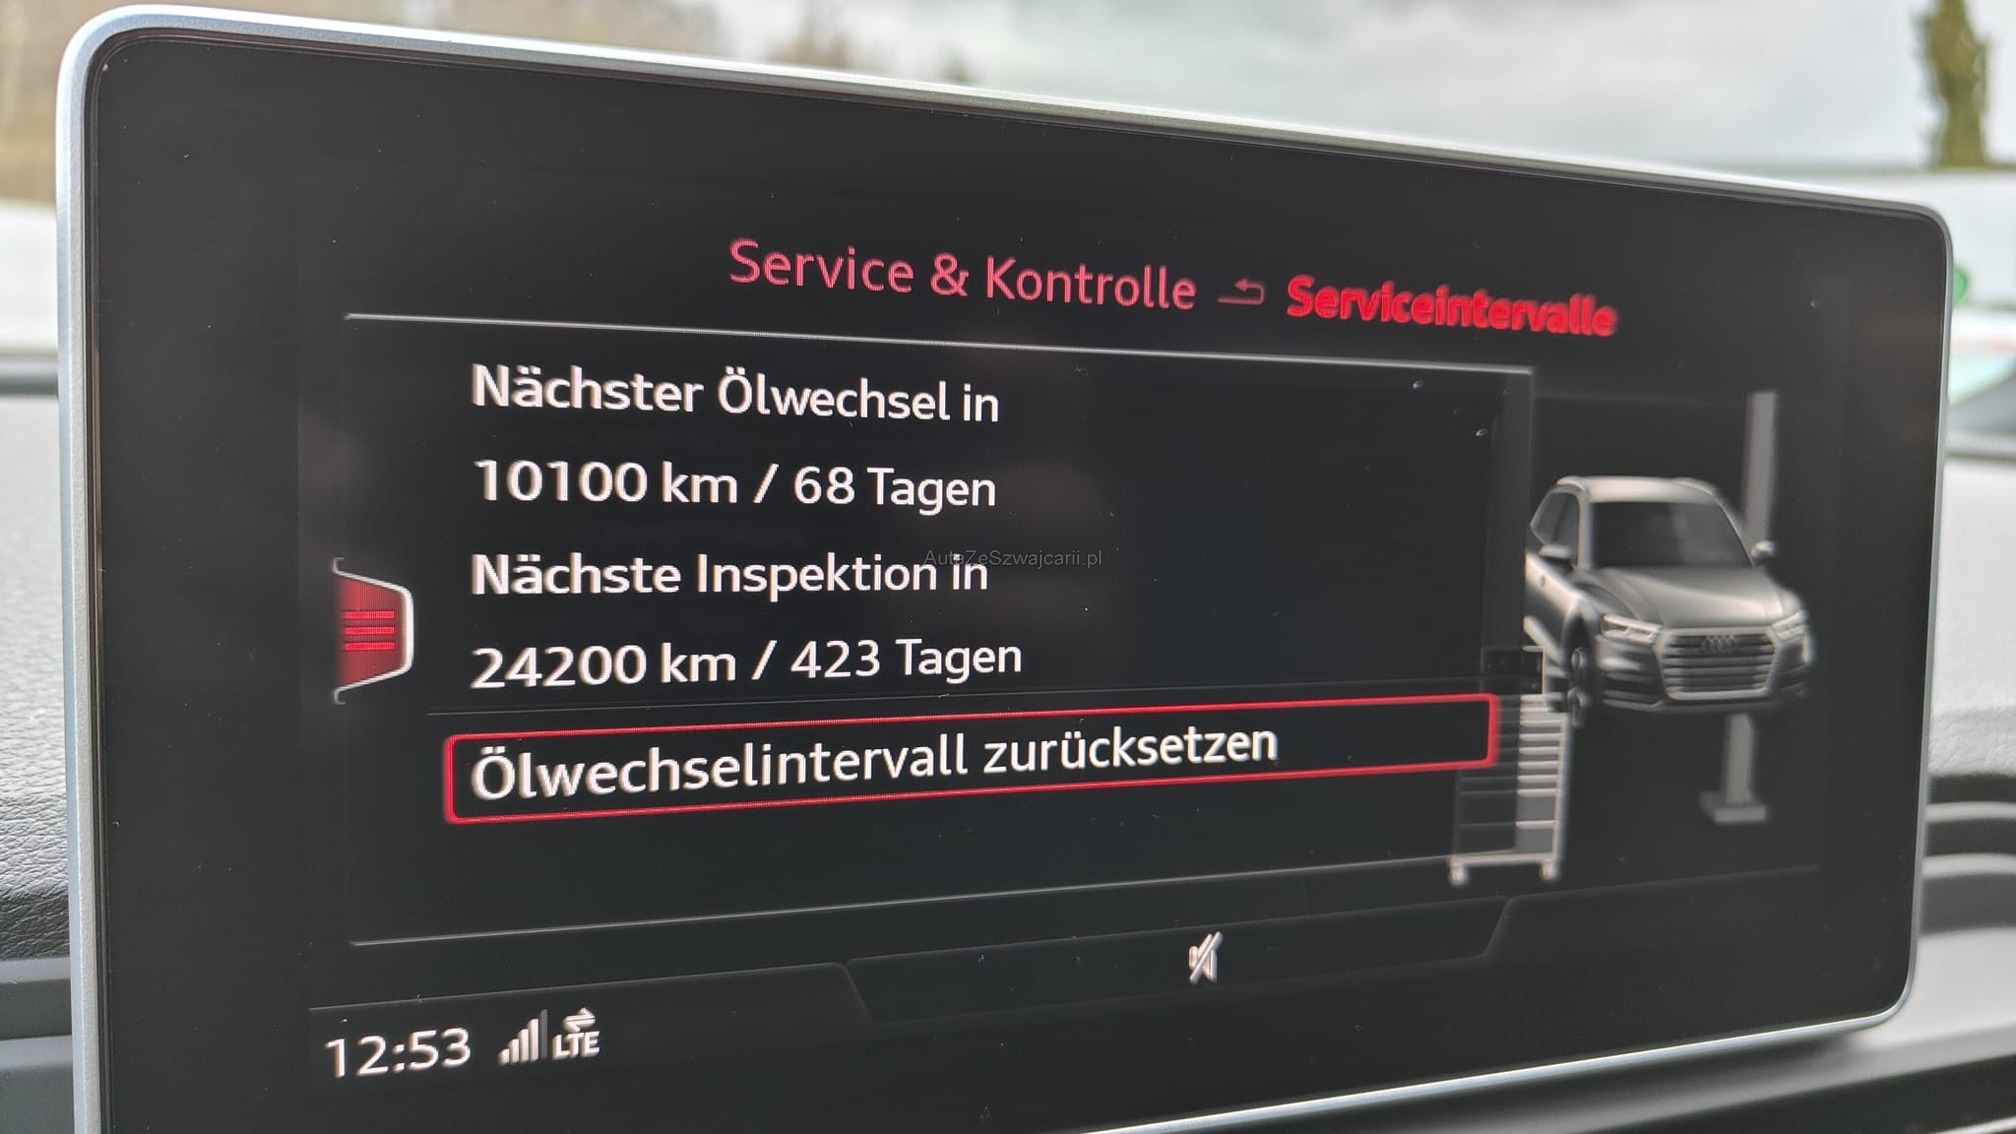 Service & Kontrolle Serviceintervalle
Nächster Ölwechsel in
10100 km / 68 Tagen
AutaZeSzwajcarii.pl
Nächste Inspektion in
24200 km / 423 Tagen
Ölwechselintervall zurücksetzen
12:53 LTE